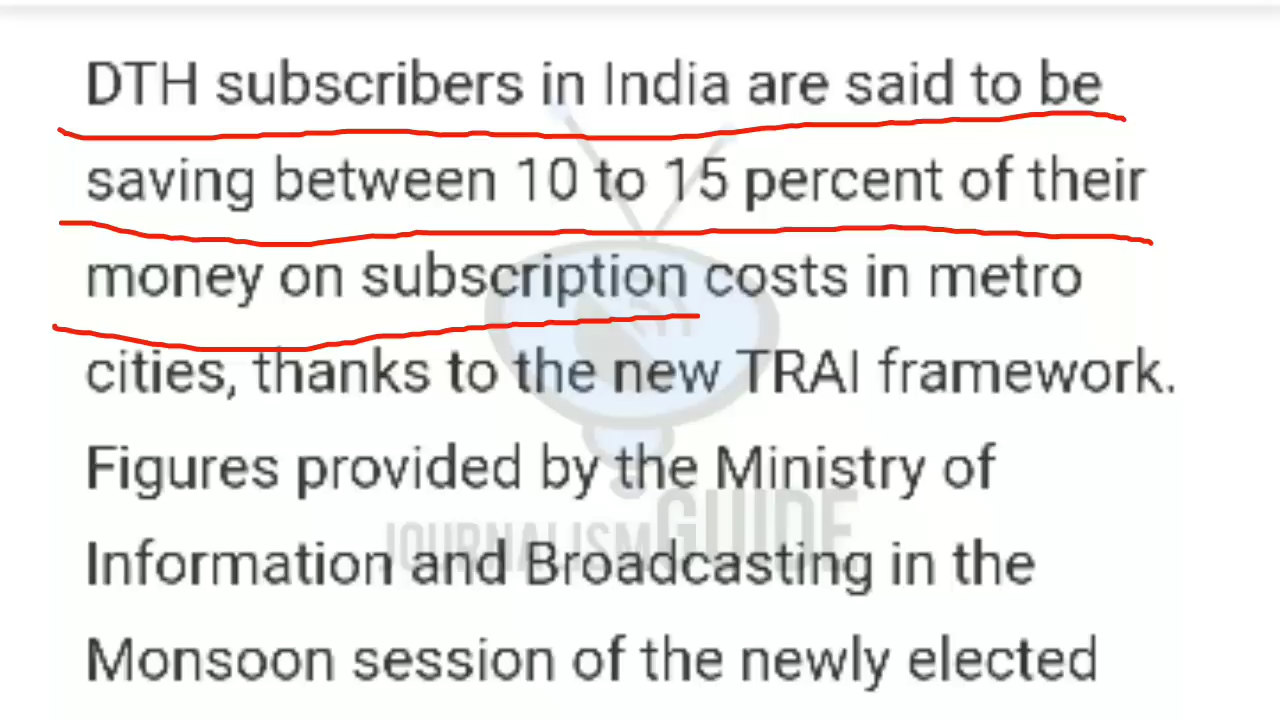 DTH subscribers in India are said to be
saving between 10 to 15 percent of their
money on subscription costs in metro
cities, thanks to the new TRAI framework.
Figures provided by the Ministry of
Information and Broadcasting in the
Monsoon session of the newly elected
JOURNALISM GUIDE